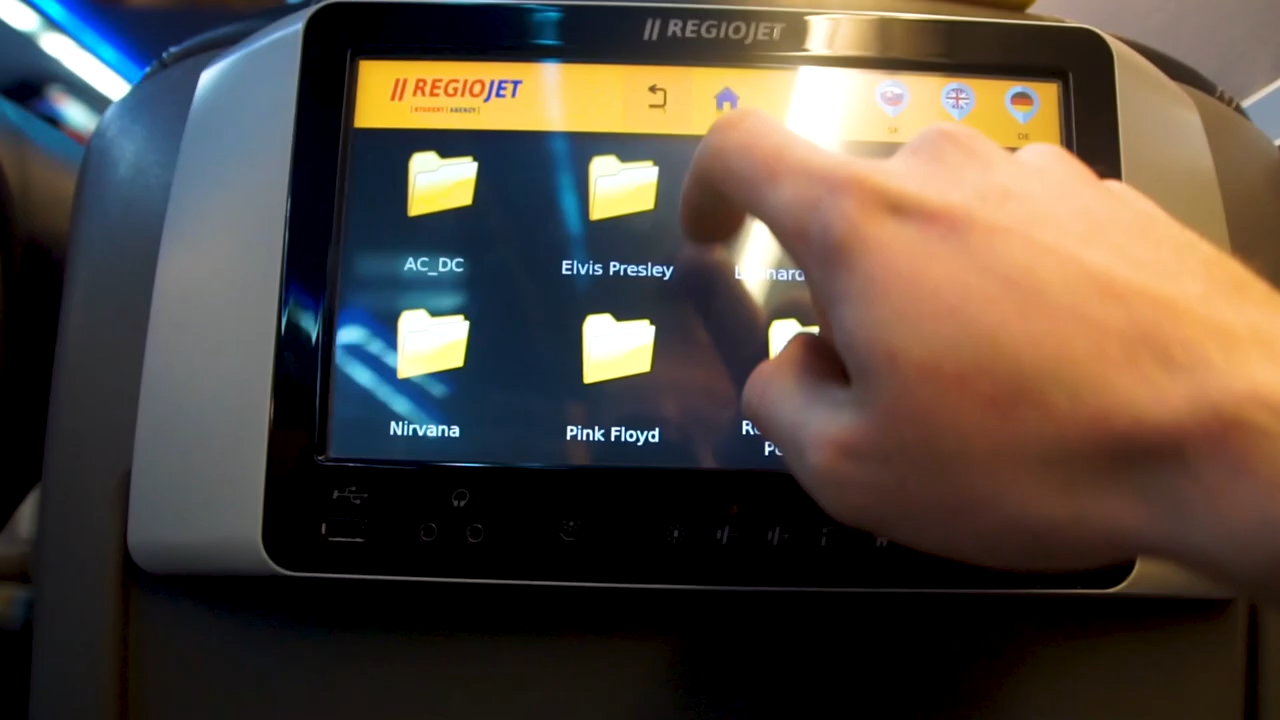 REGIOJET
REGIOJET
STUDENT AGENCY
SK
DE
AC_DC
Elvis Presley
Nirvana
Pink Floyd